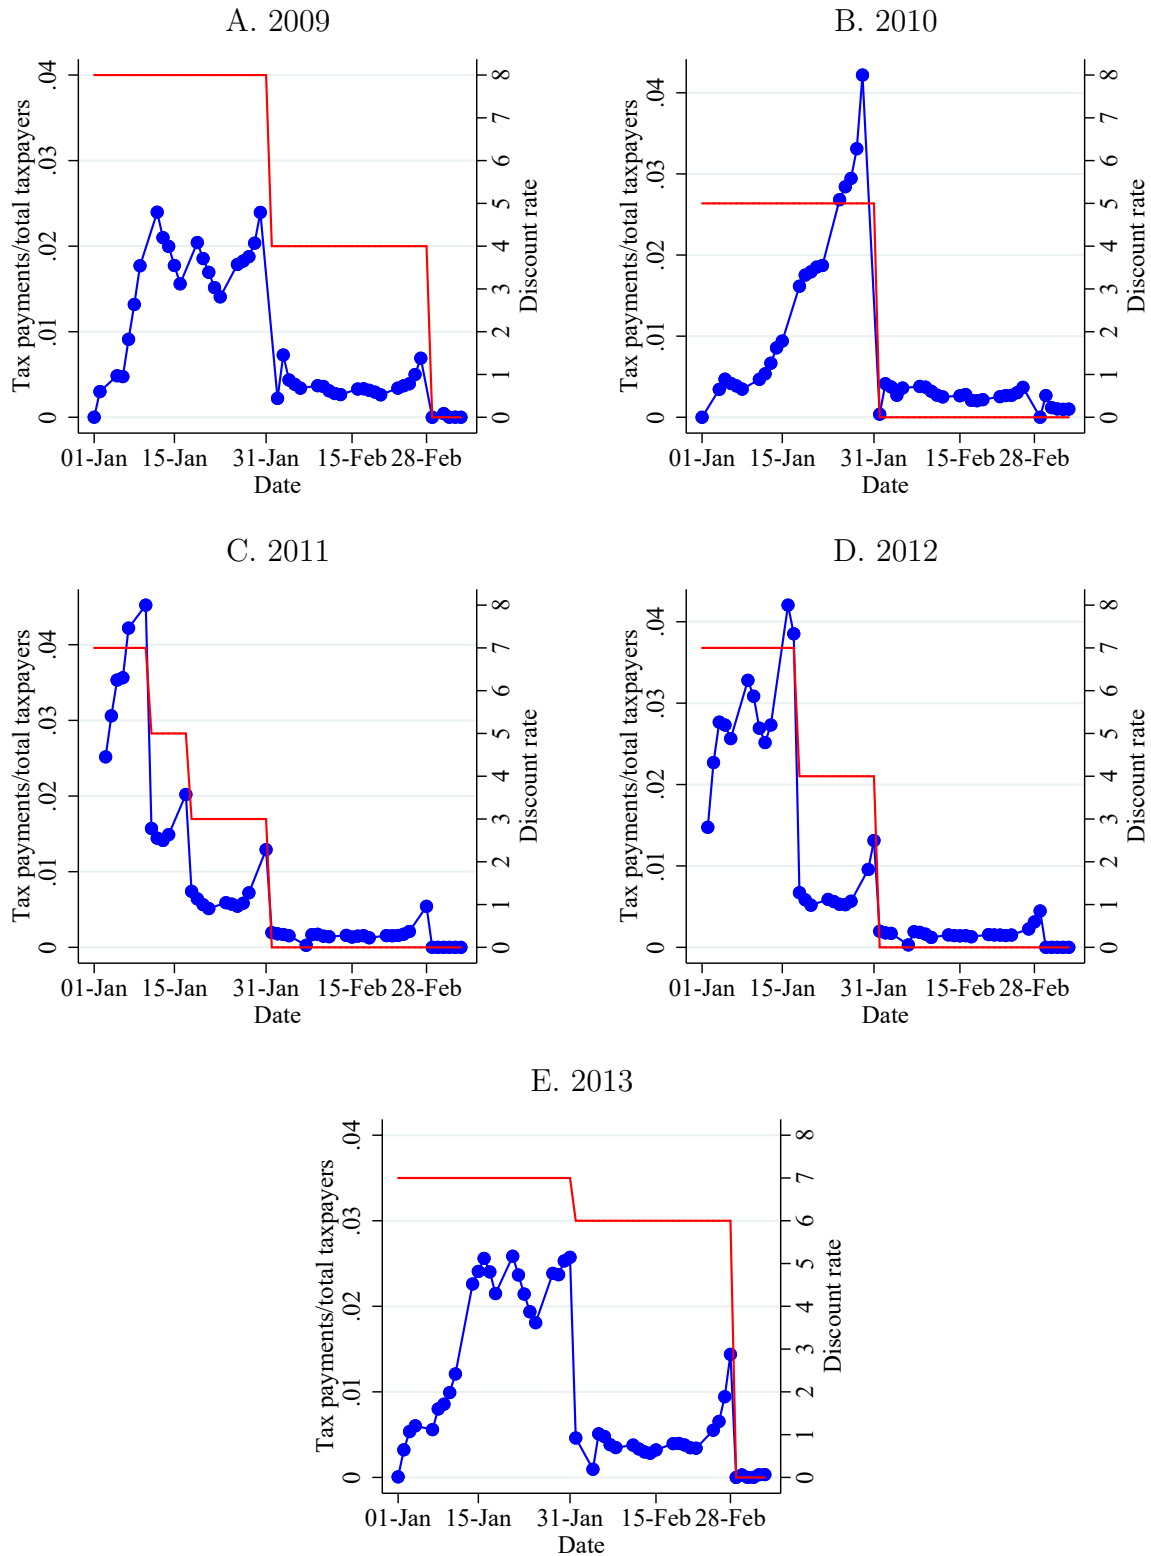 A. 2009
Tax payments/total taxpayers
0 .01 .02 .03 .04
0 1 2 3 4 5 6 7 8
Discount rate
01-Jan 15-Jan 31-Jan 15-Feb 28-Feb
Date
B. 2010
Tax payments/total taxpayers
0 .01 .02 .03 .04
0 1 2 3 4 5 6 7 8
Discount rate
01-Jan 15-Jan 31-Jan 15-Feb 28-Feb
Date
C. 2011
Tax payments/total taxpayers
0 .01 .02 .03 .04
0 1 2 3 4 5 6 7 8
Discount rate
01-Jan 15-Jan 31-Jan 15-Feb 28-Feb
Date
D. 2012
Tax payments/total taxpayers
0 .01 .02 .03 .04
0 1 2 3 4 5 6 7 8
Discount rate
01-Jan 15-Jan 31-Jan 15-Feb 28-Feb
Date
E. 2013
Tax payments/total taxpayers
0 .01 .02 .03 .04
0 1 2 3 4 5 6 7 8
Discount rate
01-Jan 15-Jan 31-Jan 15-Feb 28-Feb
Date